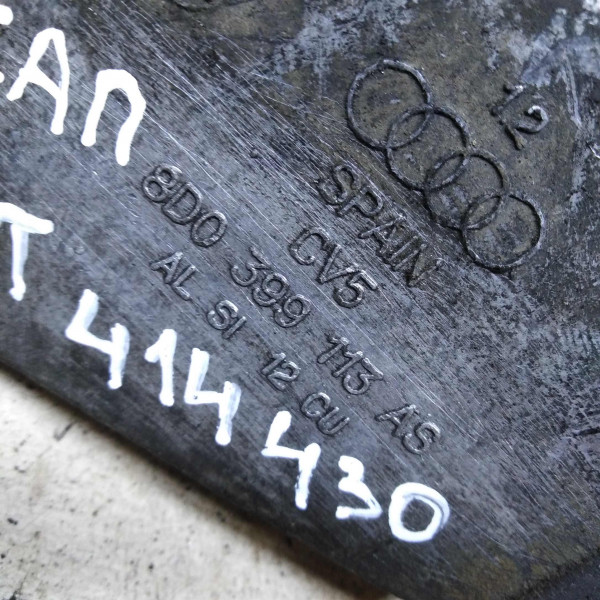 12
SPAIN
CV5
8D0 399 113 AS
AL SI 12 CU
414 430